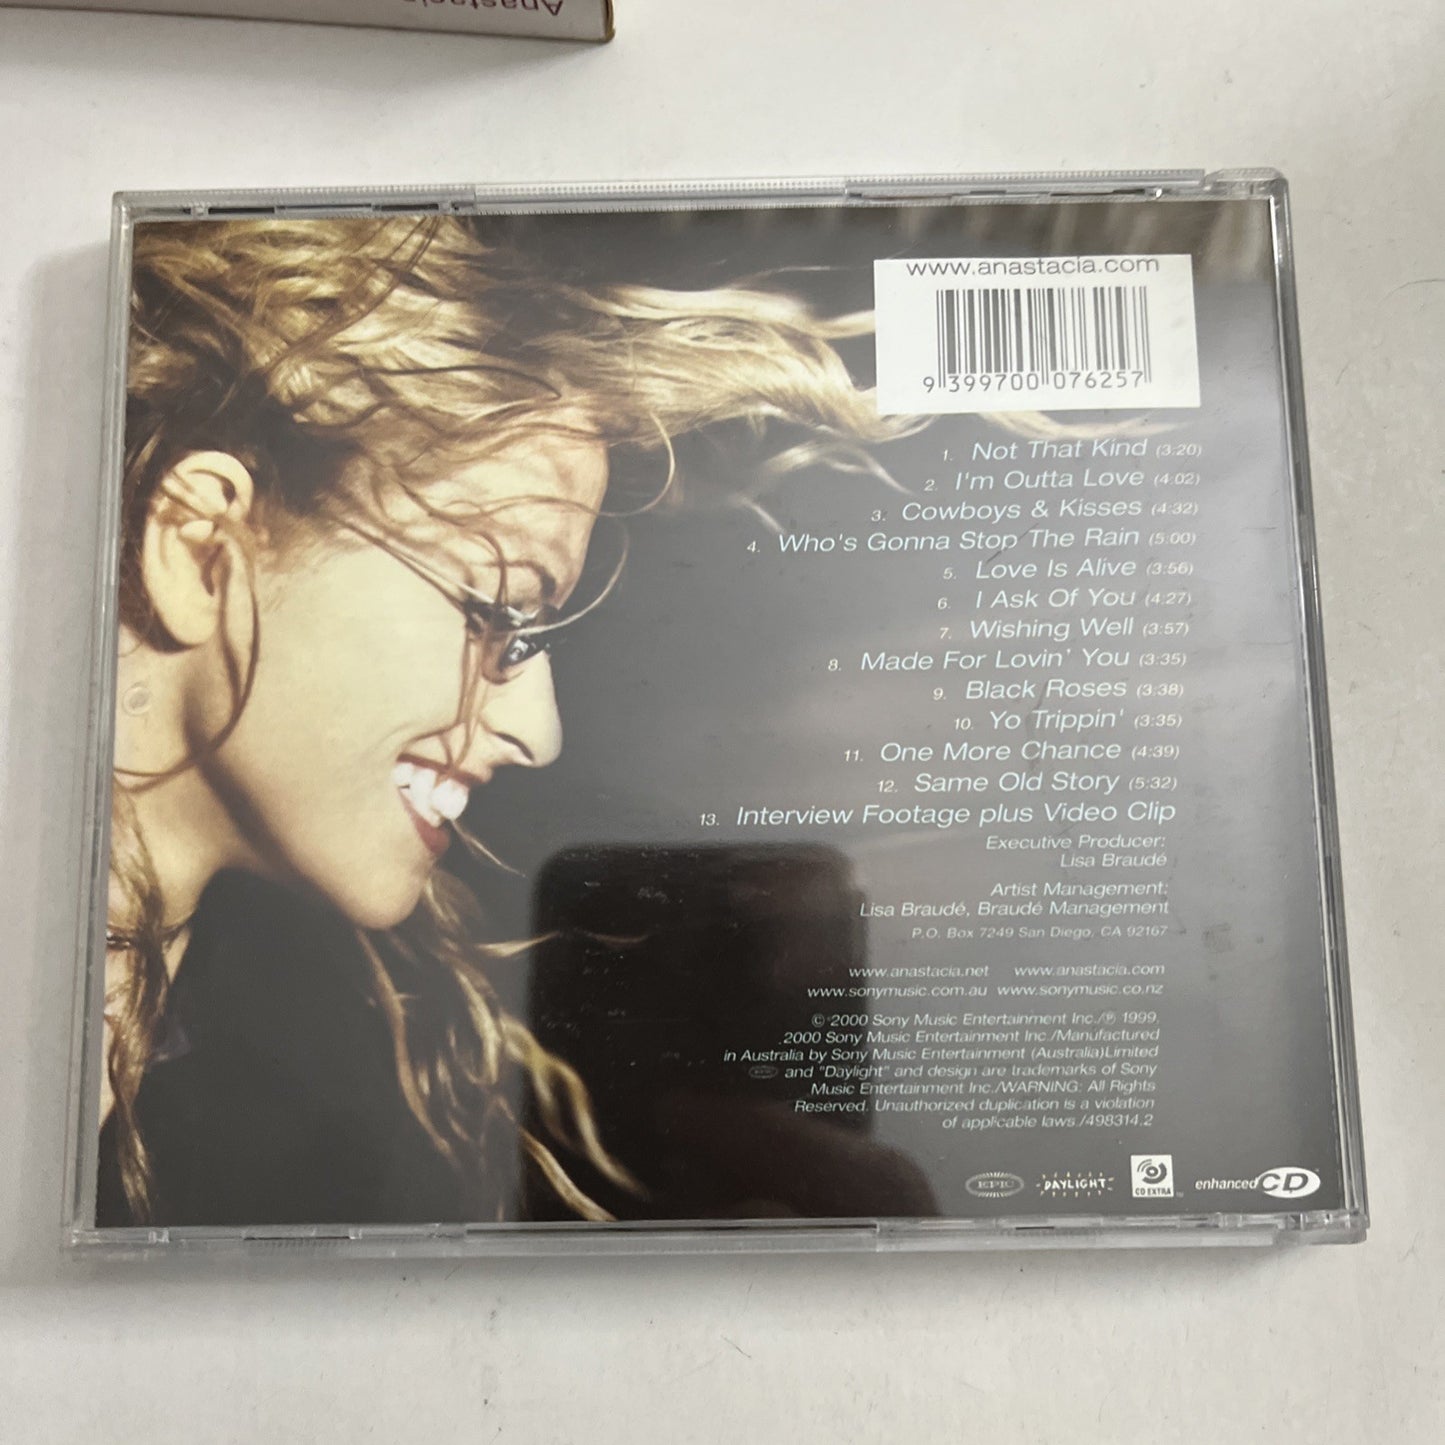 Anastacia
www.anastacia.com
9 399700 076257
1. Not That Kind (3:20)
2. I'm Outta Love (4:02)
3. Cowboys & Kisses (4:32)
4. Who's Gonna Stop The Rain (5:00)
5. Love Is Alive (3:56)
6. I Ask Of You (4:27)
7. Wishing Well (3:57)
8. Made For Lovin' You (3:35)
9. Black Roses (3:38)
10. Yo Trippin' (3:35)
11. One More Chance (4:39)
12. Same Old Story (5:32)
13. Interview Footage plus Video Clip
Executive Producer:
Lisa Braudé
Artist Management:
Lisa Braudé, Braudé Management
P.O. Box 7249 San Diego, CA 92167
www.anastacia.net www.anastacia.com
www.sonymusic.com.au www.sonymusic.co.nz
© 2000 Sony Music Entertainment Inc./℗ 1999,
2000 Sony Music Entertainment Inc./Manufactured
in Australia by Sony Music Entertainment (Australia)Limited
EPIC and "Daylight" and design are trademarks of Sony
Music Entertainment Inc./WARNING: All Rights
Reserved. Unauthorized duplication is a violation
of applicable laws./498314.2
EPIC DAYLIGHT CD EXTRA enhanced CD